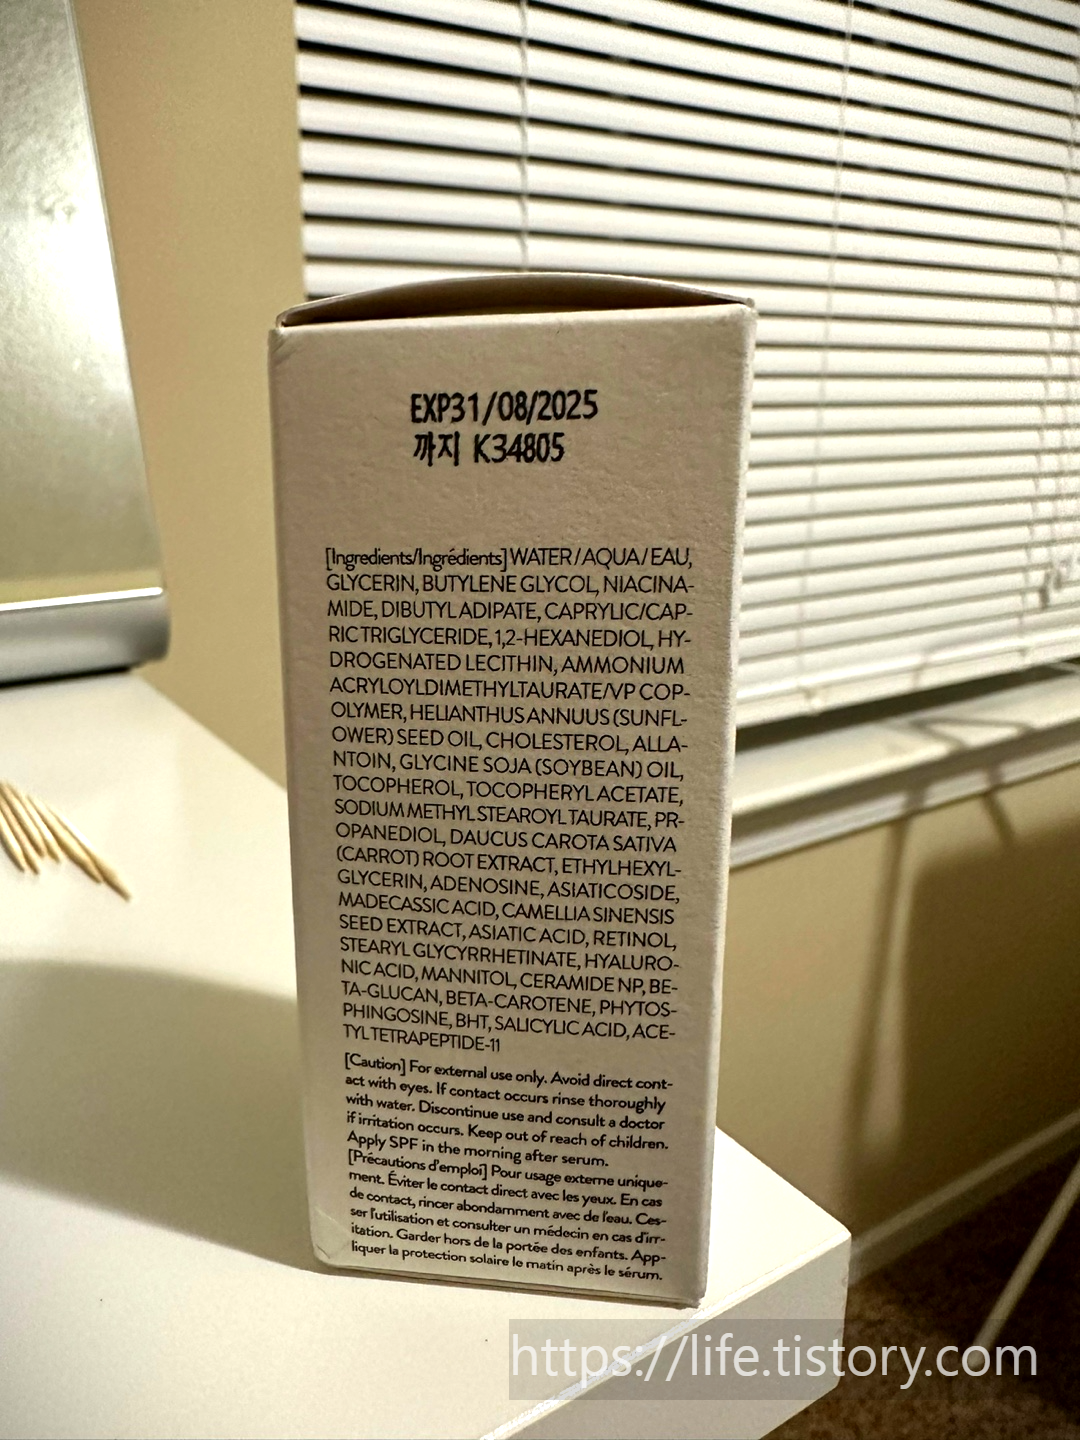 EXP31/08/2025
까지 K34805
[Ingredients/Ingrédients] WATER/AQUA/EAU,
GLYCERIN, BUTYLENE GLYCOL, NIACINA-
MIDE, DIBUTYL ADIPATE, CAPRYLIC/CAP-
RIC TRIGLYCERIDE, 1,2-HEXANEDIOL, HY-
DROGENATED LECITHIN, AMMONIUM
ACRYLOYLDIMETHYLTAURATE/VP COP-
OLYMER, HELIANTHUS ANNUUS (SUNFL-
OWER) SEED OIL, CHOLESTEROL, ALLA-
NTOIN, GLYCINE SOJA (SOYBEAN) OIL,
TOCOPHEROL, TOCOPHERYL ACETATE,
SODIUM METHYL STEAROYL TAURATE, PR-
OPANEDIOL, DAUCUS CAROTA SATIVA
(CARROT) ROOT EXTRACT, ETHYLHEXYL-
GLYCERIN, ADENOSINE, ASIATICOSIDE,
MADECASSIC ACID, CAMELLIA SINENSIS
SEED EXTRACT, ASIATIC ACID, RETINOL,
STEARYL GLYCYRRHETINATE, HYALURO-
NIC ACID, MANNITOL, CERAMIDE NP, BE-
TA-GLUCAN, BETA-CAROTENE, PHYTOS-
PHINGOSINE, BHT, SALICYLIC ACID, ACE-
TYL TETRAPEPTIDE-11
[Caution] For external use only. Avoid direct cont-
act with eyes. If contact occurs rinse thoroughly
with water. Discontinue use and consult a doctor
if irritation occurs. Keep out of reach of children.
Apply SPF in the morning after serum.
[Précautions d'emploi] Pour usage externe unique-
ment. Éviter le contact direct avec les yeux. En cas
de contact, rincer abondamment avec de l'eau. Ces-
ser l'utilisation et consulter un médecin en cas d'irr-
itation. Garder hors de la portée des enfants. App-
liquer la protection solaire le matin après le sérum.
https://life.tistory.com